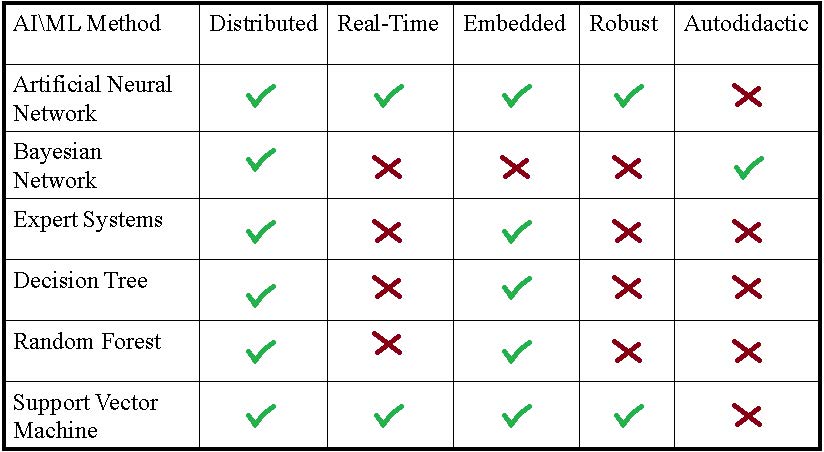 AI\ML Method Distributed Real-Time Embedded Robust Autodidactic
Artificial Neural
Network
Bayesian
Network
Expert Systems
Decision Tree
Random Forest
Support Vector
Machine